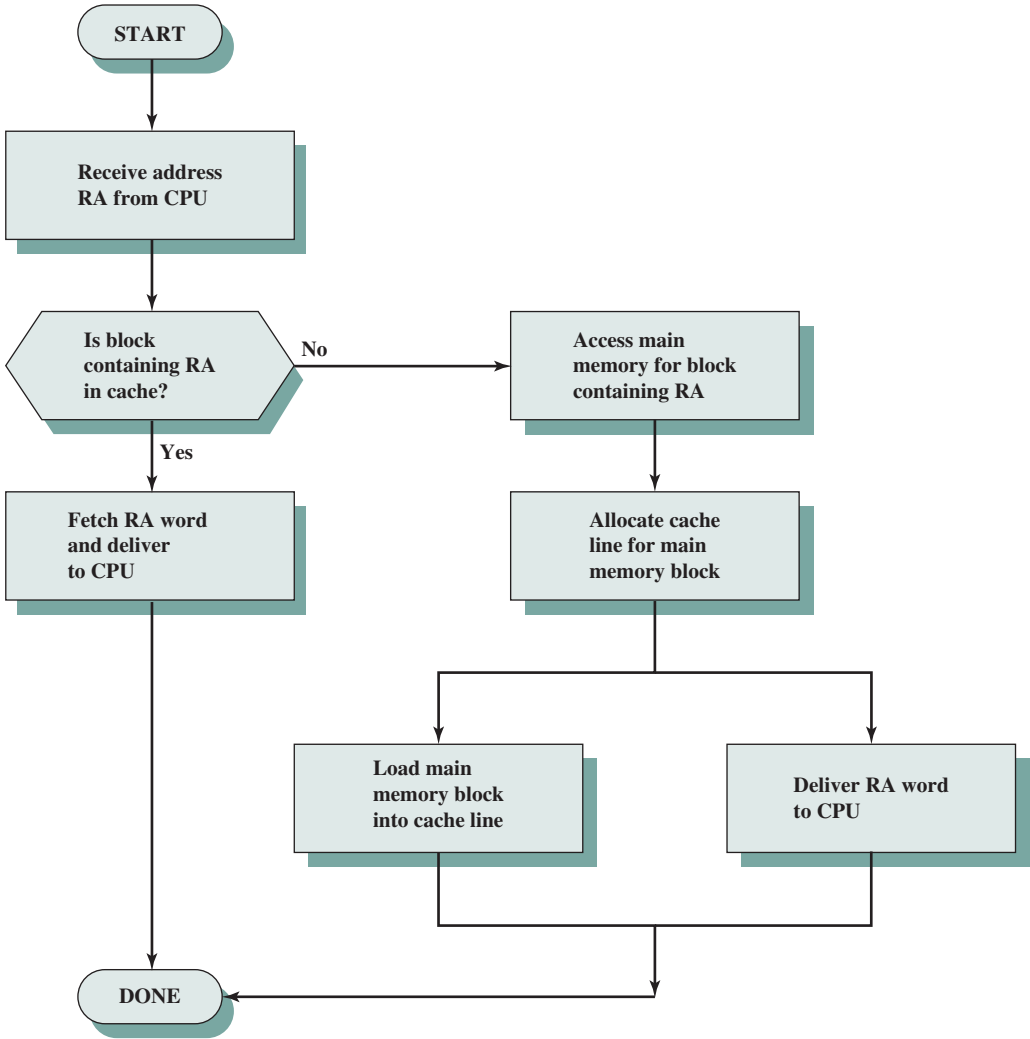 START
Receive address
RA from CPU
Is block
containing RA
in cache?
No
Access main
memory for block
containing RA
Yes
Fetch RA word
and deliver
to CPU
Allocate cache
line for main
memory block
Load main
memory block
into cache line
Deliver RA word
to CPU
DONE